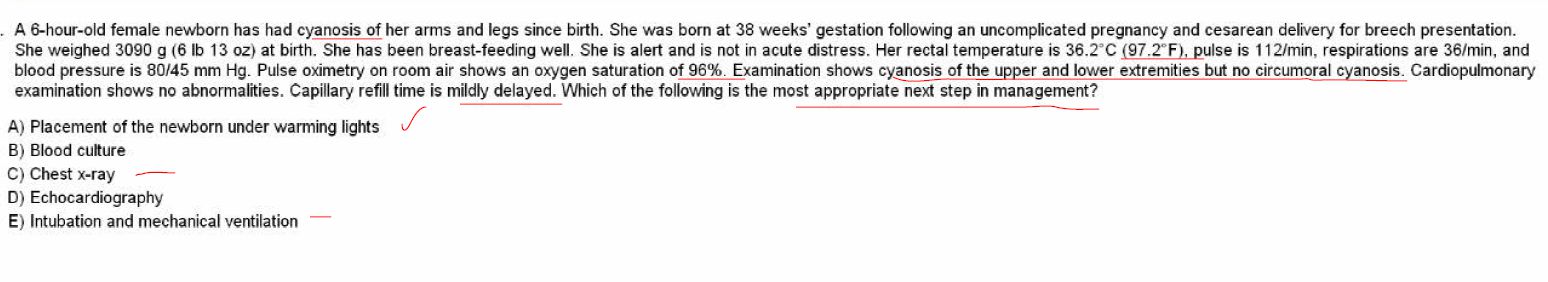 . A 6-hour-old female newborn has had cyanosis of her arms and legs since birth. She was born at 38 weeks' gestation following an uncomplicated pregnancy and cesarean delivery for breech presentation.
She weighed 3090 g (6 lb 13 oz) at birth. She has been breast-feeding well. She is alert and is not in acute distress. Her rectal temperature is 36.2°C (97.2°F), pulse is 112/min, respirations are 36/min, and
blood pressure is 80/45 mm Hg. Pulse oximetry on room air shows an oxygen saturation of 96%. Examination shows cyanosis of the upper and lower extremities but no circumoral cyanosis. Cardiopulmonary
examination shows no abnormalities. Capillary refill time is mildly delayed. Which of the following is the most appropriate next step in management?
A) Placement of the newborn under warming lights
B) Blood culture
C) Chest x-ray
D) Echocardiography
E) Intubation and mechanical ventilation